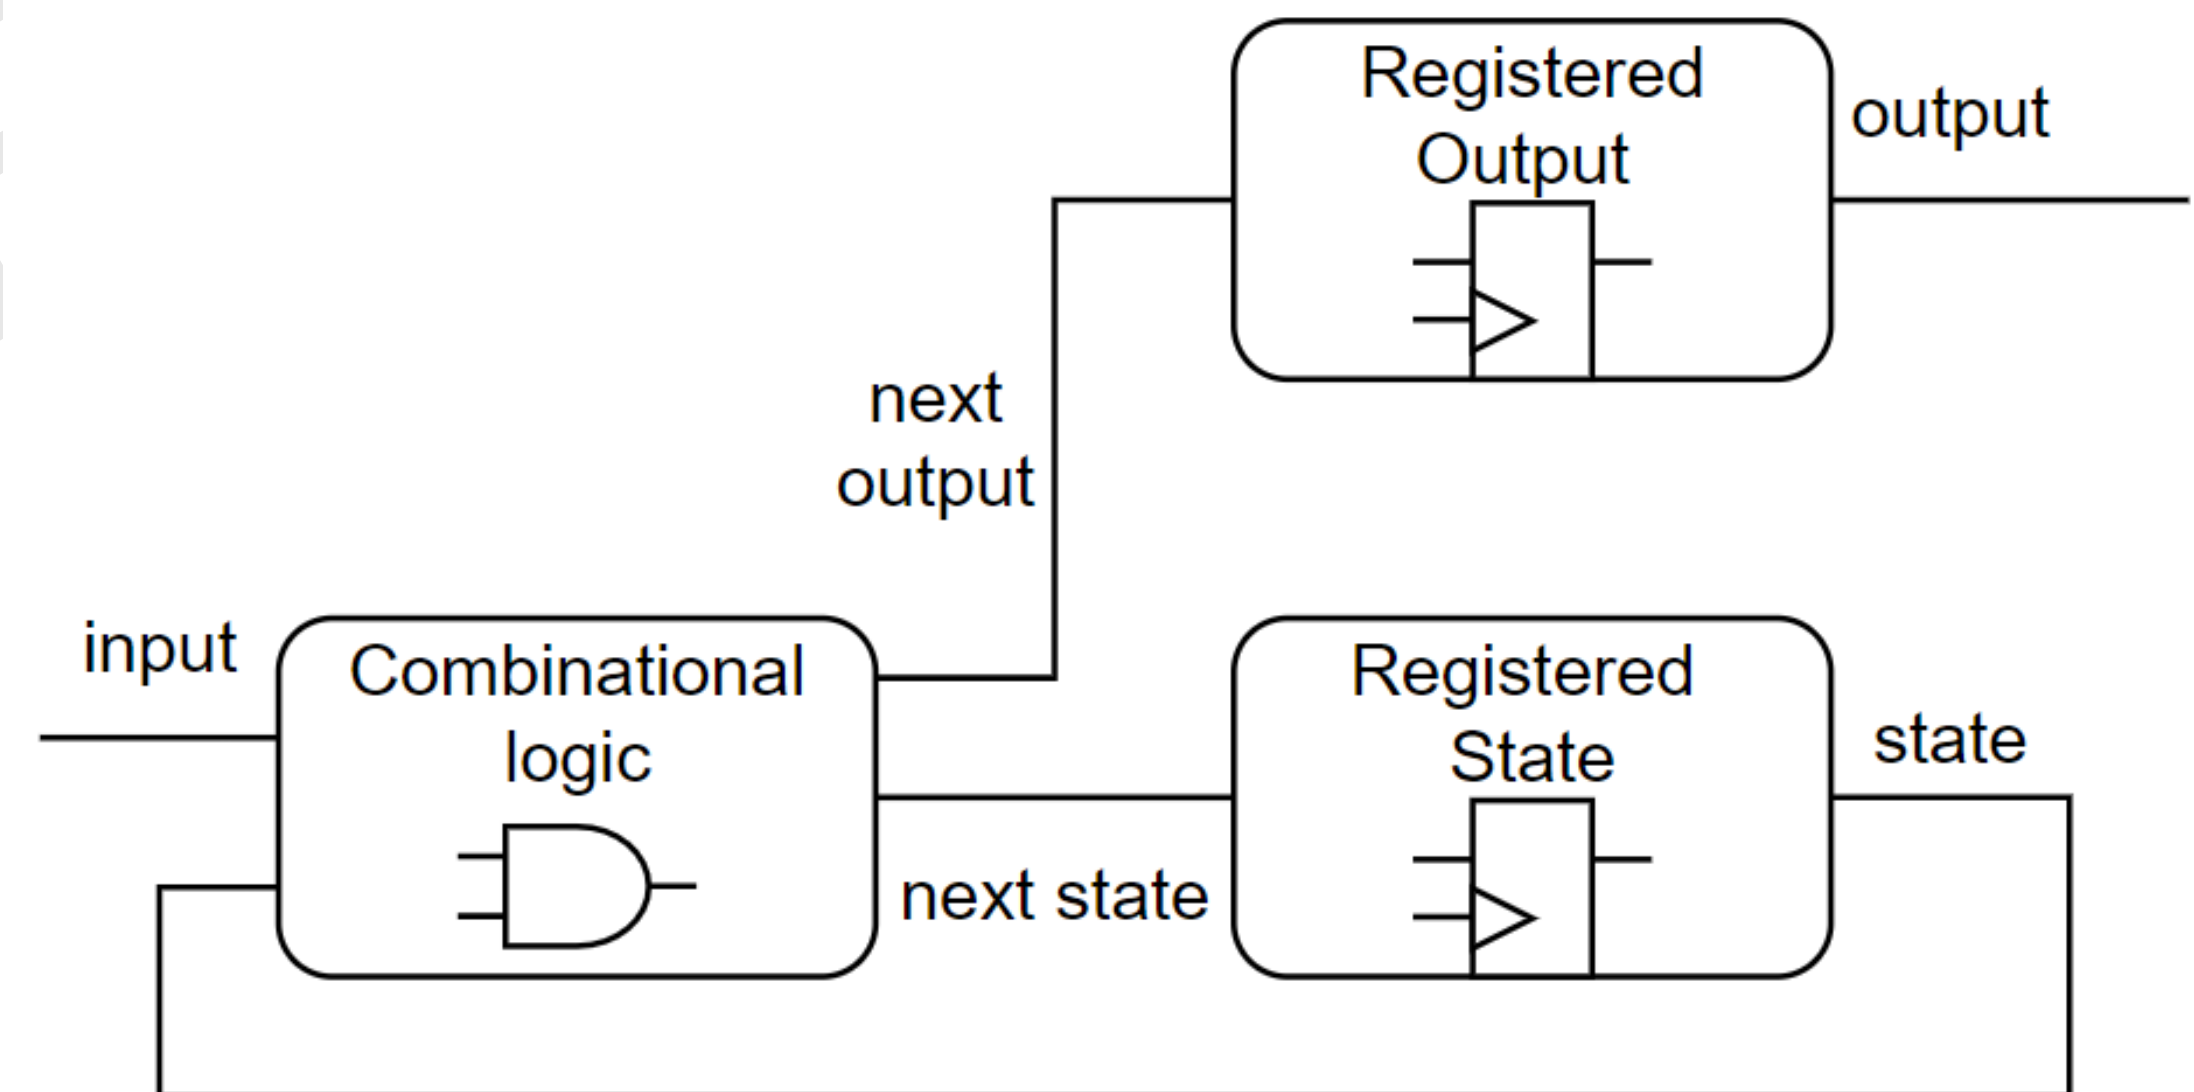 Registered
Output
output
next
output
input
Combinational
logic
Registered
State
state
next state